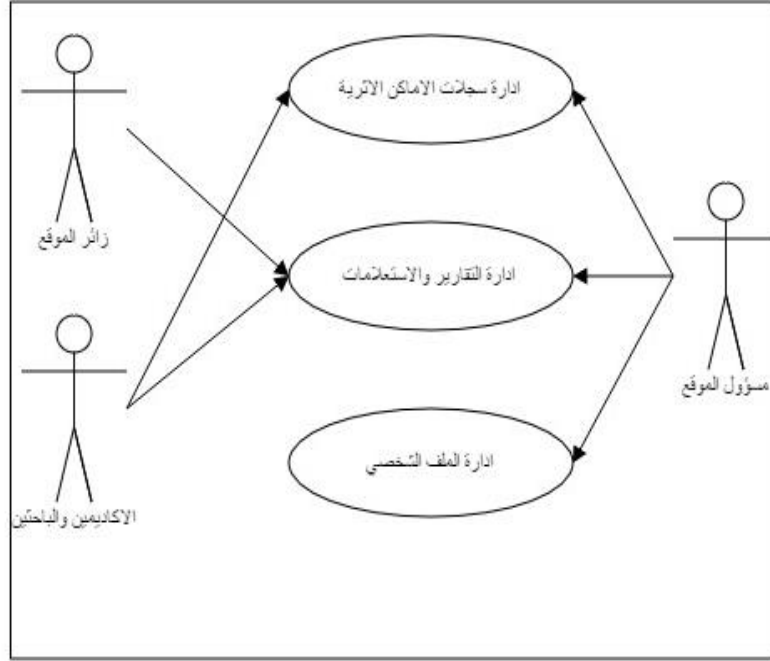 ادارة سجلات الاماكن الاثرية
زائر الموقع
ادارة التقارير والاستعلامات
مسؤول الموقع
ادارة الملف الشخصي
الاكاديمين والباحثين